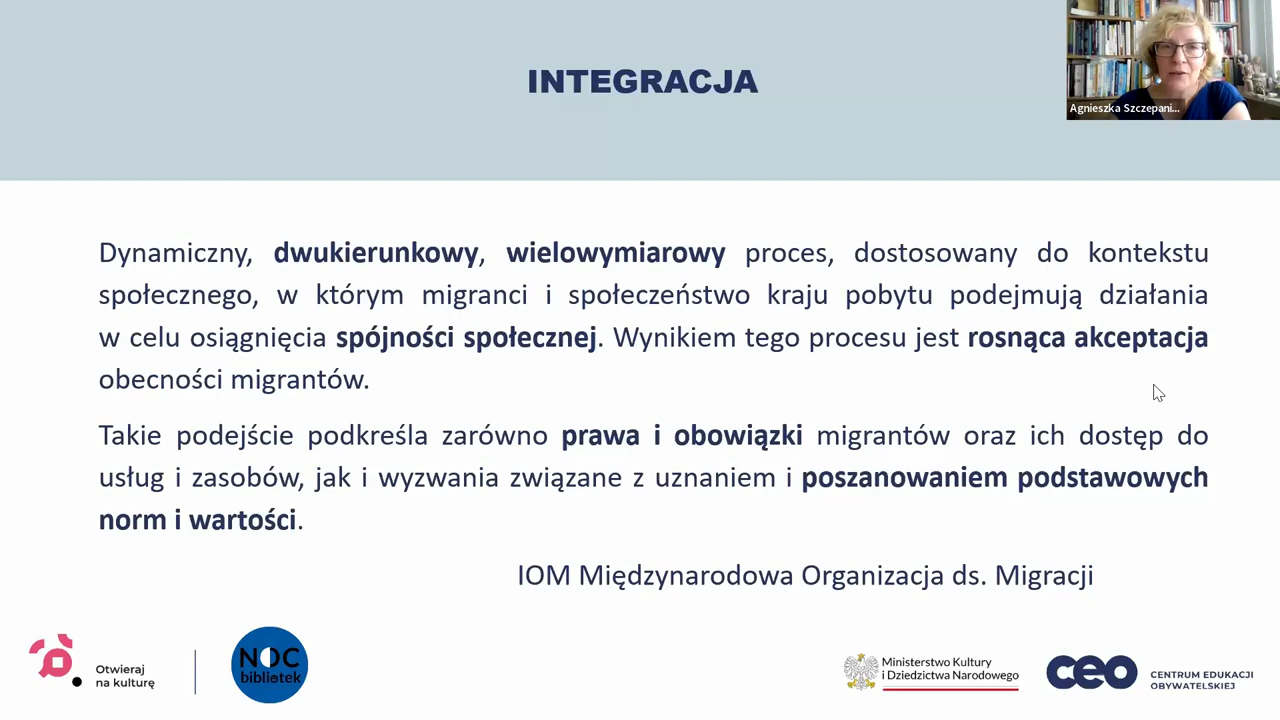 INTEGRACJA
Agnieszka Szczepani...
Dynamiczny, dwukierunkowy, wielowymiarowy proces, dostosowany do kontekstu
społecznego, w którym migranci i społeczeństwo kraju pobytu podejmują działania
w celu osiągnięcia spójności społecznej. Wynikiem tego procesu jest rosnąca akceptacja
obecności migrantów.
Takie podejście podkreśla zarówno prawa i obowiązki migrantów oraz ich dostęp do
usług i zasobów, jak i wyzwania związane z uznaniem i poszanowaniem podstawowych
norm i wartości.
IOM Międzynarodowa Organizacja ds. Migracji
Otwieraj
na kulturę
NOC
bibliotek
Ministerstwo Kultury
i Dziedzictwa Narodowego
ceo
CENTRUM EDUKACJI
OBYWATELSKIEJ